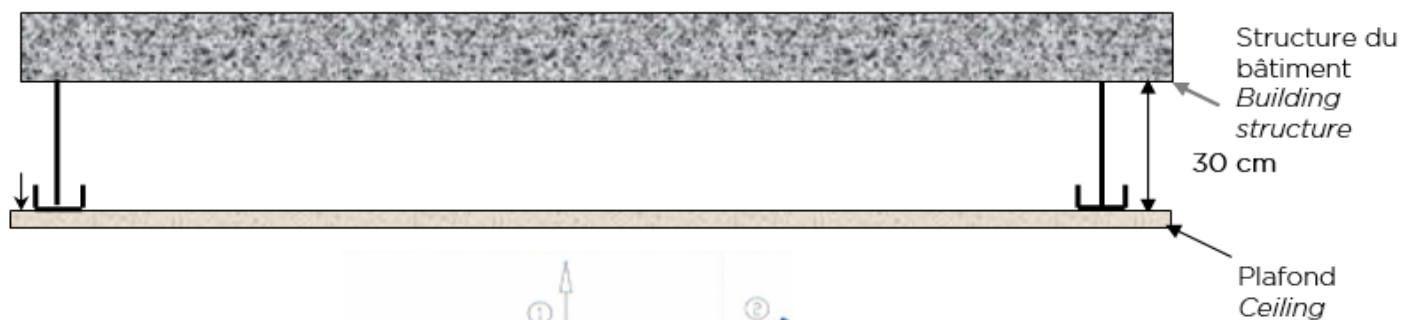 Structure du
bâtiment
Building
structure
30 cm
Plafond
Ceiling
①
②